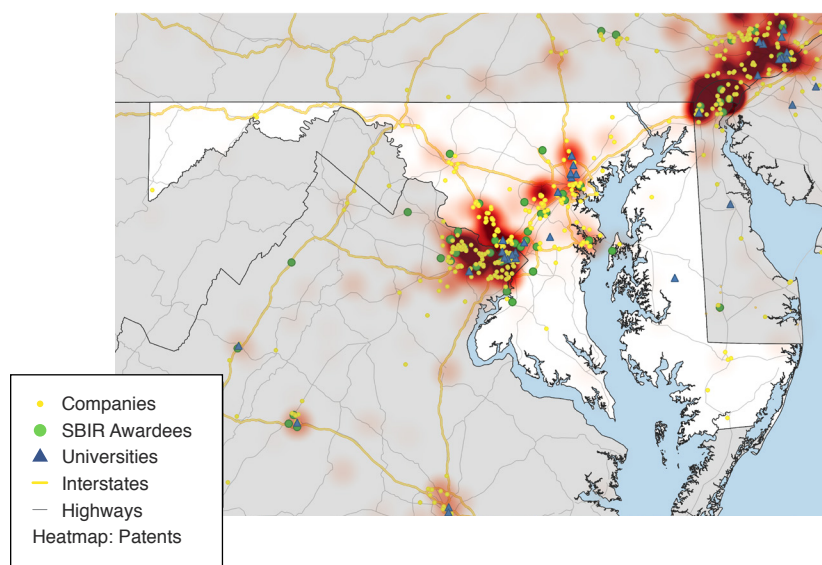 Companies
SBIR Awardees
Universities
Interstates
Highways
Heatmap: Patents